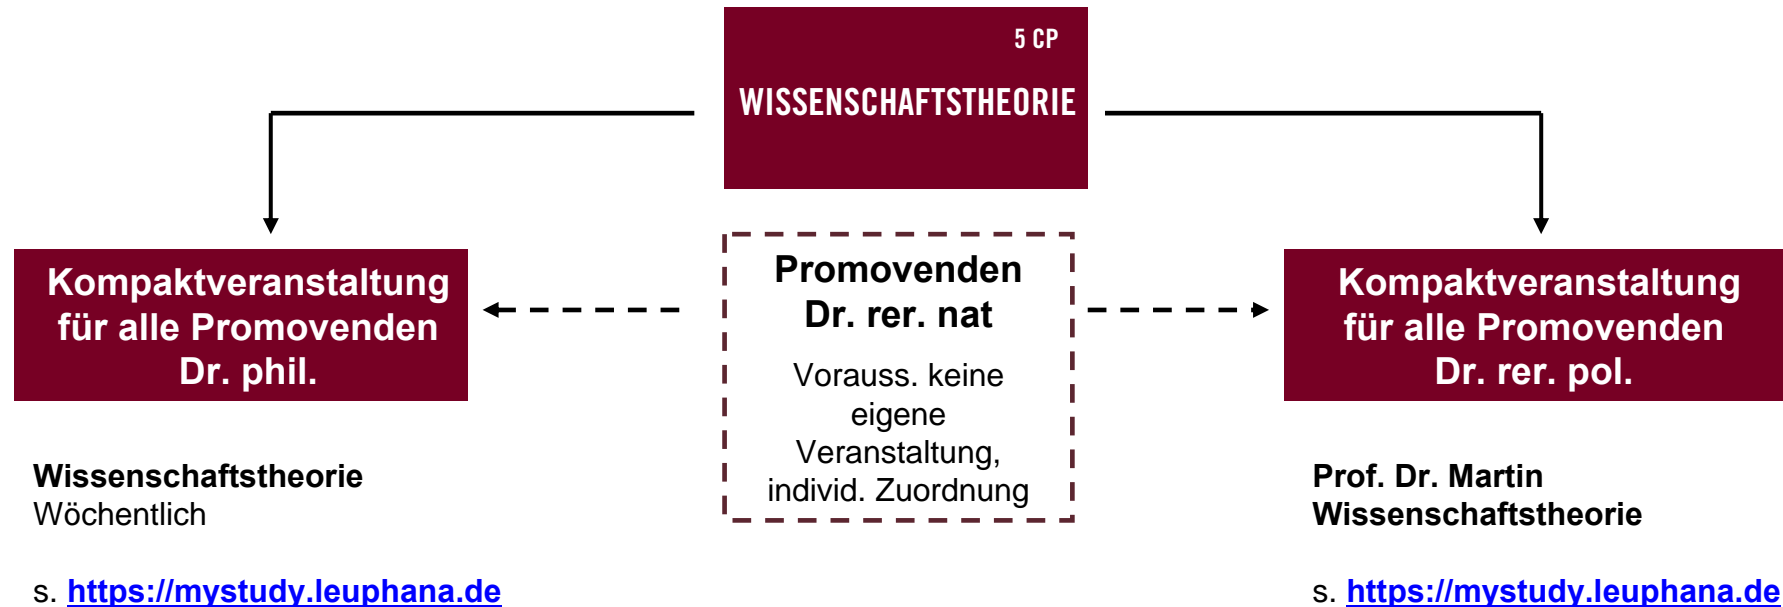 5 CP
WISSENSCHAFTSTHEORIE
Kompaktveranstaltung
für alle Promovenden
Dr. phil.
Promovenden
Dr. rer. nat
Vorauss. keine
eigene
Veranstaltung,
individ. Zuordnung
Kompaktveranstaltung
für alle Promovenden
Dr. rer. pol.
Wissenschaftstheorie
Wöchentlich
s. https://mystudy.leuphana.de
Prof. Dr. Martin
Wissenschaftstheorie
s. https://mystudy.leuphana.de